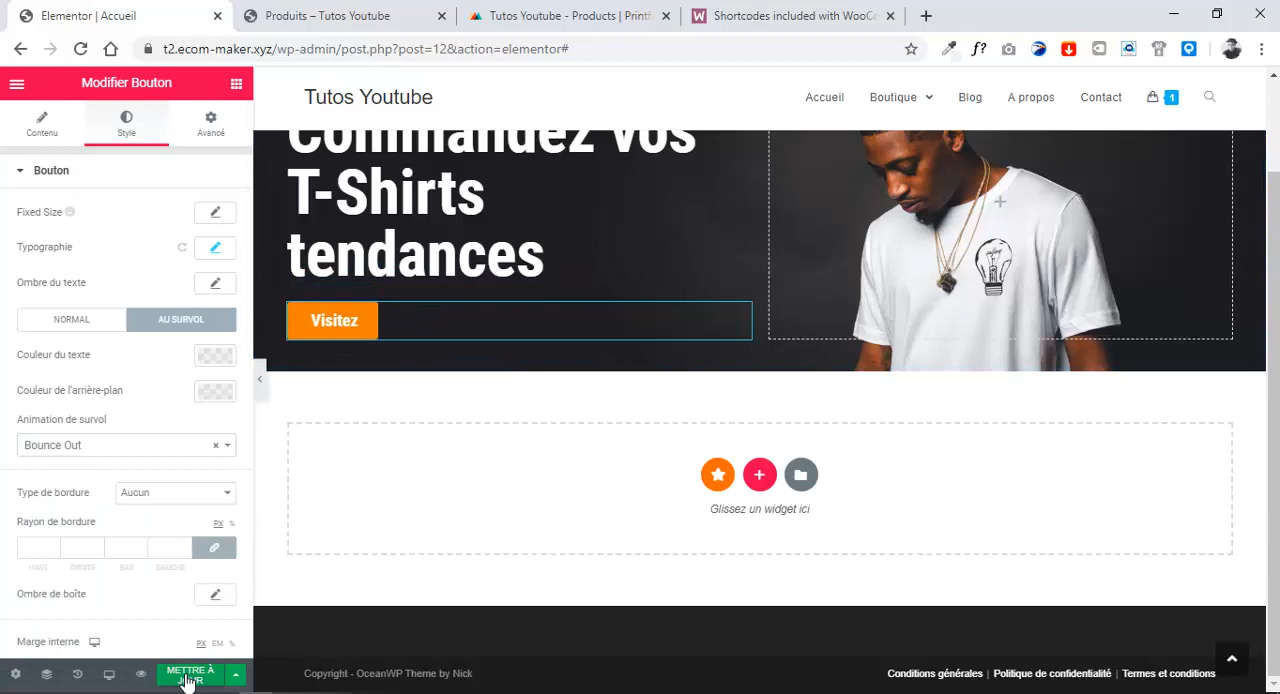 Elementor | Accueil
Produits – Tutos Youtube
Tutos Youtube - Products | Printf
Shortcodes included with WooCo
t2.ecom-maker.xyz/wp-admin/post.php?post=12&action=elementor#
f?
Modifier Bouton
Contenu
Style
Avancé
Tutos Youtube
Accueil
Boutique
Blog
A propos
Contact
1
Bouton
Fixed Size
Typographie
Ombre du texte
NORMAL
AU SURVOL
Couleur du texte
Couleur de l'arrière-plan
Animation de survol
Bounce Out
Type de bordure
Aucun
Rayon de bordure
PX %
HAUT
DROITE
BAS
GAUCHE
Ombre de boîte
Marge interne
PX EM %
METTRE À
JOUR
Commandez vos
T-Shirts
tendances
Visitez
Glissez un widget ici
Copyright - OceanWP Theme by Nick
Conditions générales | Politique de confidentialité | Termes et conditions